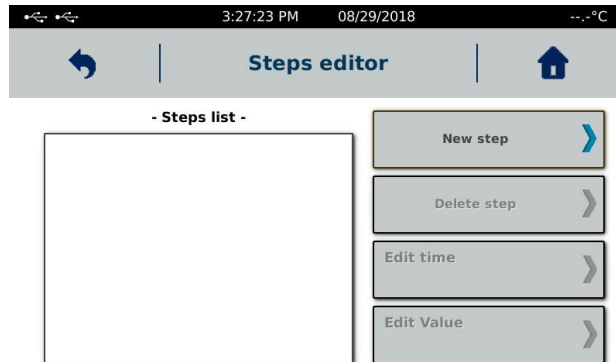 3:27:23 PM 08/29/2018 --.-°C
Steps editor
- Steps list -
New step
Delete step
Edit time
Edit Value